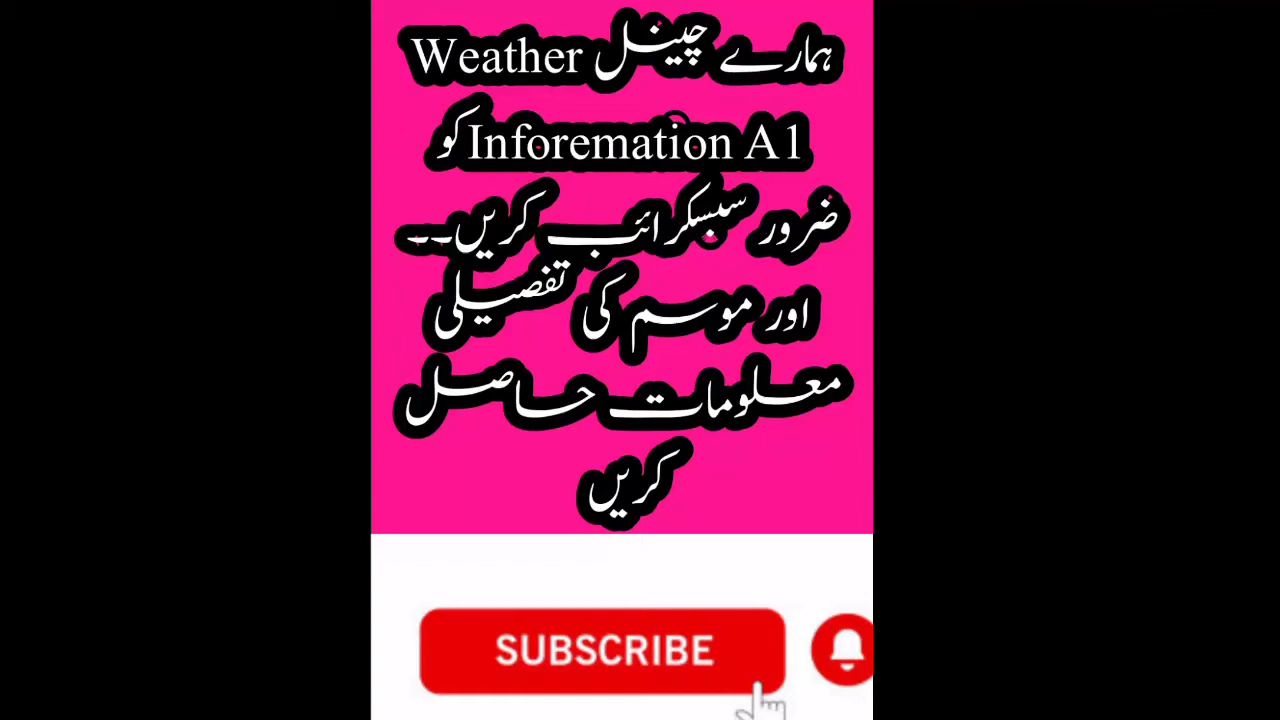 ہمارے چینل Weather
Inforemation A1 کو
ضرور سبسکرائب کریں۔۔
اور موسم کی تفصیلی
معلومات حاصل
کریں
SUBSCRIBE